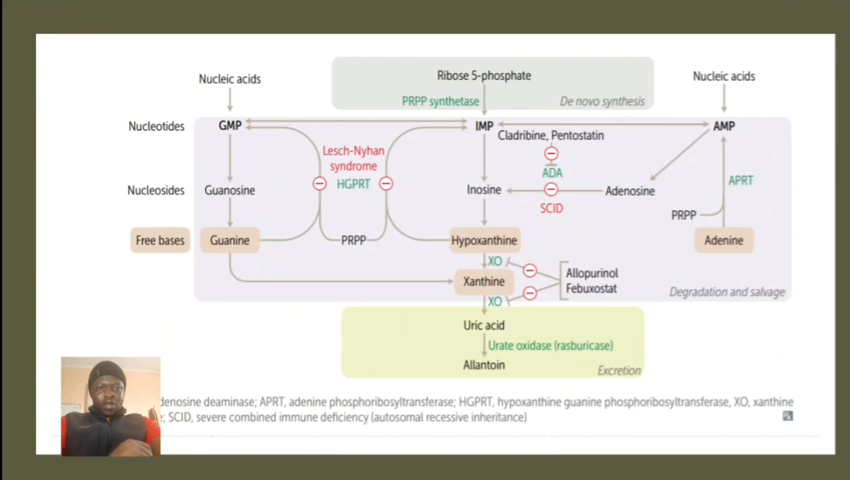 Ribose 5-phosphate
Nucleic acids
Nucleic acids
PRPP synthetase
De novo synthesis
Nucleotides
GMP
IMP
AMP
Cladribine, Pentostatin
Lesch-Nyhan
syndrome
HGPRT
ADA
APRT
Nucleosides
Guanosine
Inosine
Adenosine
SCID
PRPP
Free bases
Guanine
PRPP
Hypoxanthine
Adenine
XO
Allopurinol
Febuxostat
Xanthine
XO
Degradation and salvage
Uric acid
Urate oxidase (rasburicase)
Allantoin
Excretion
denosine deaminase; APRT, adenine phosphoribosyltransferase; HGPRT, hypoxanthine guanine phosphoribosyltransferase, XO, xanthine
e; SCID, severe combined immune deficiency (autosomal recessive inheritance)